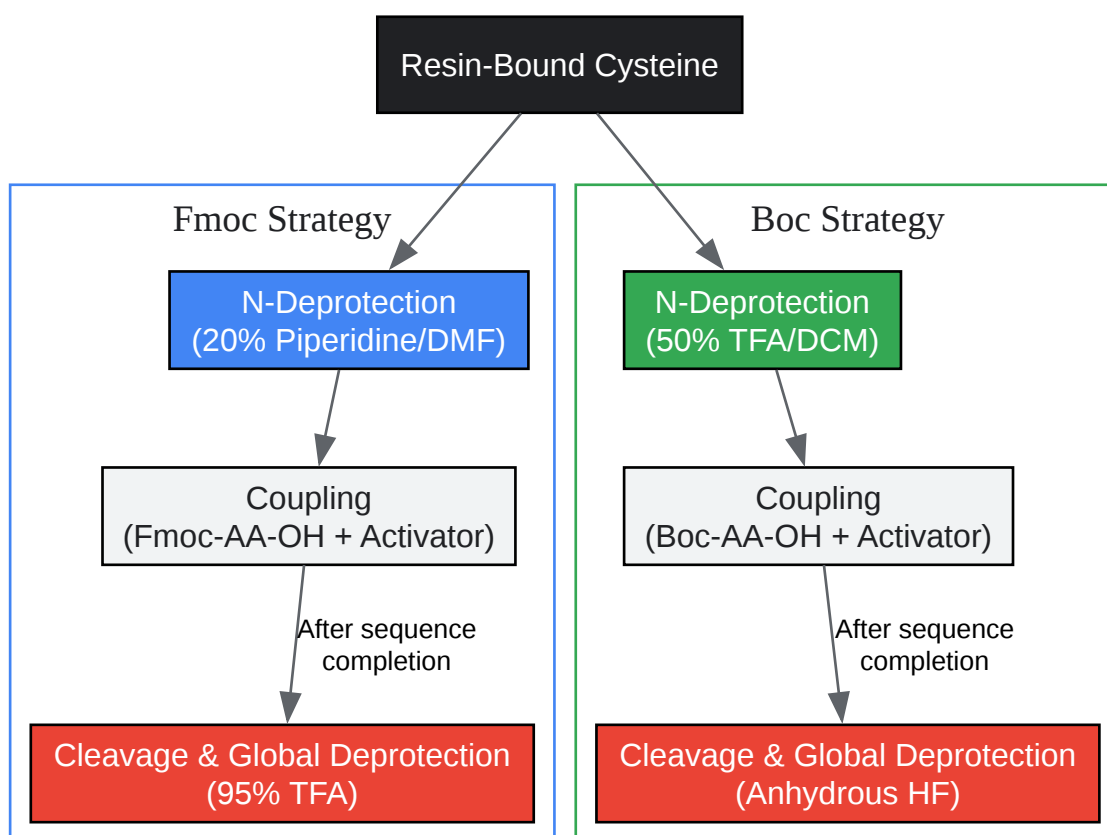 Resin-Bound Cysteine
Fmoc Strategy
N-Deprotection
(20% Piperidine/DMF)
Coupling
(Fmoc-AA-OH + Activator)
After sequence
completion
Cleavage & Global Deprotection
(95% TFA)
Boc Strategy
N-Deprotection
(50% TFA/DCM)
Coupling
(Boc-AA-OH + Activator)
After sequence
completion
Cleavage & Global Deprotection
(Anhydrous HF)